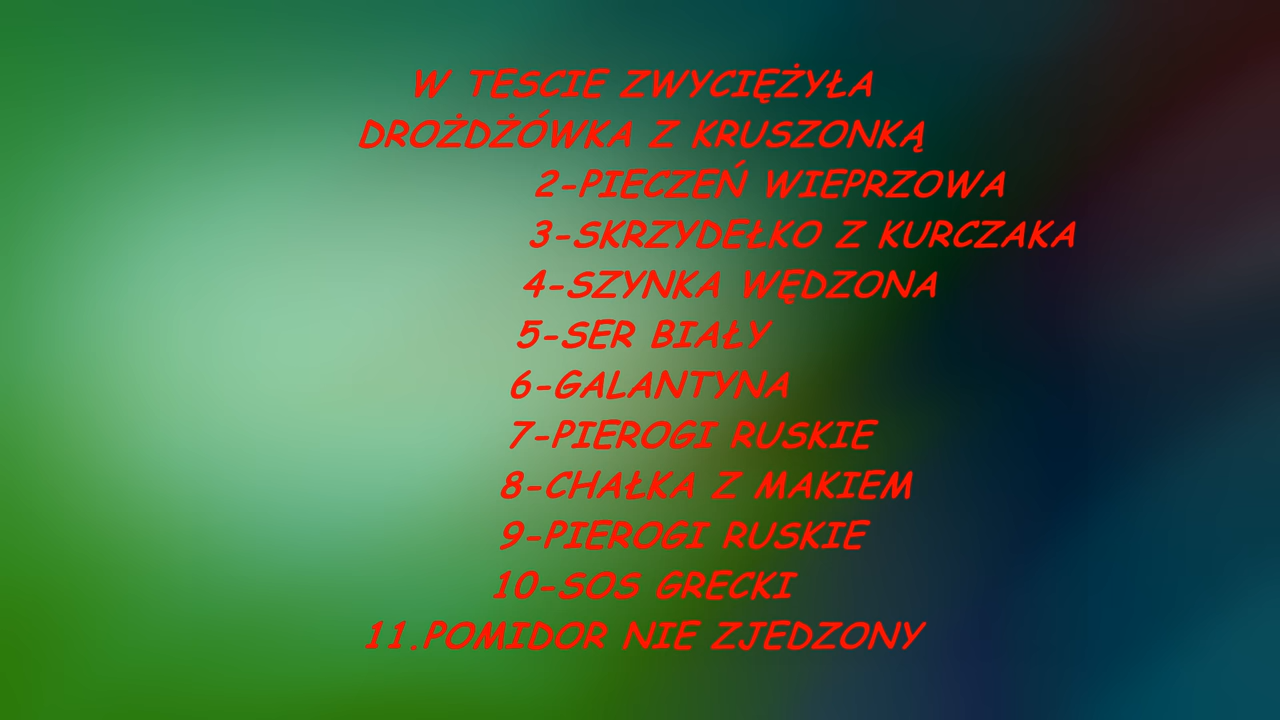 W TESCIE ZWYCIĘŻYŁA
DROŻDŻÓWKA Z KRUSZONKĄ
2-PIECZEŃ WIEPRZOWA
3-SKRZYDEŁKO Z KURCZAKA
4-SZYNKA WĘDZONA
5-SER BIAŁY
6-GALANTYNA
7-PIEROGI RUSKIE
8-CHAŁKA Z MAKIEM
9-PIEROGI RUSKIE
10-SOS GRECKI
11.POMIDOR NIE ZJEDZONY